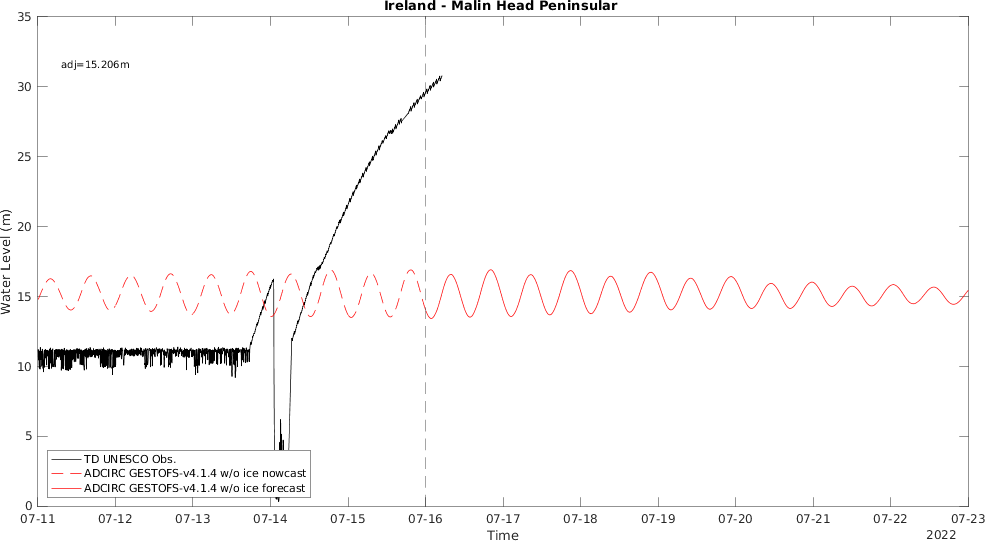 Ireland - Malin Head Peninsular
35
30
25
20
15
10
5
0
Water Level (m)
adj=15.206m
TD UNESCO Obs.
ADCIRC GESTOFS-v4.1.4 w/o ice nowcast
ADCIRC GESTOFS-v4.1.4 w/o ice forecast
07-11 07-12 07-13 07-14 07-15 07-16 07-17 07-18 07-19 07-20 07-21 07-22 07-23
Time
2022